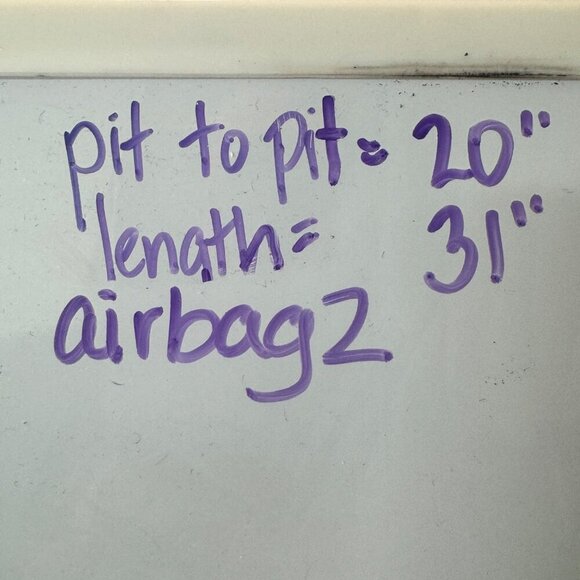 pit to pit = 20"
length = 31"
airbagz